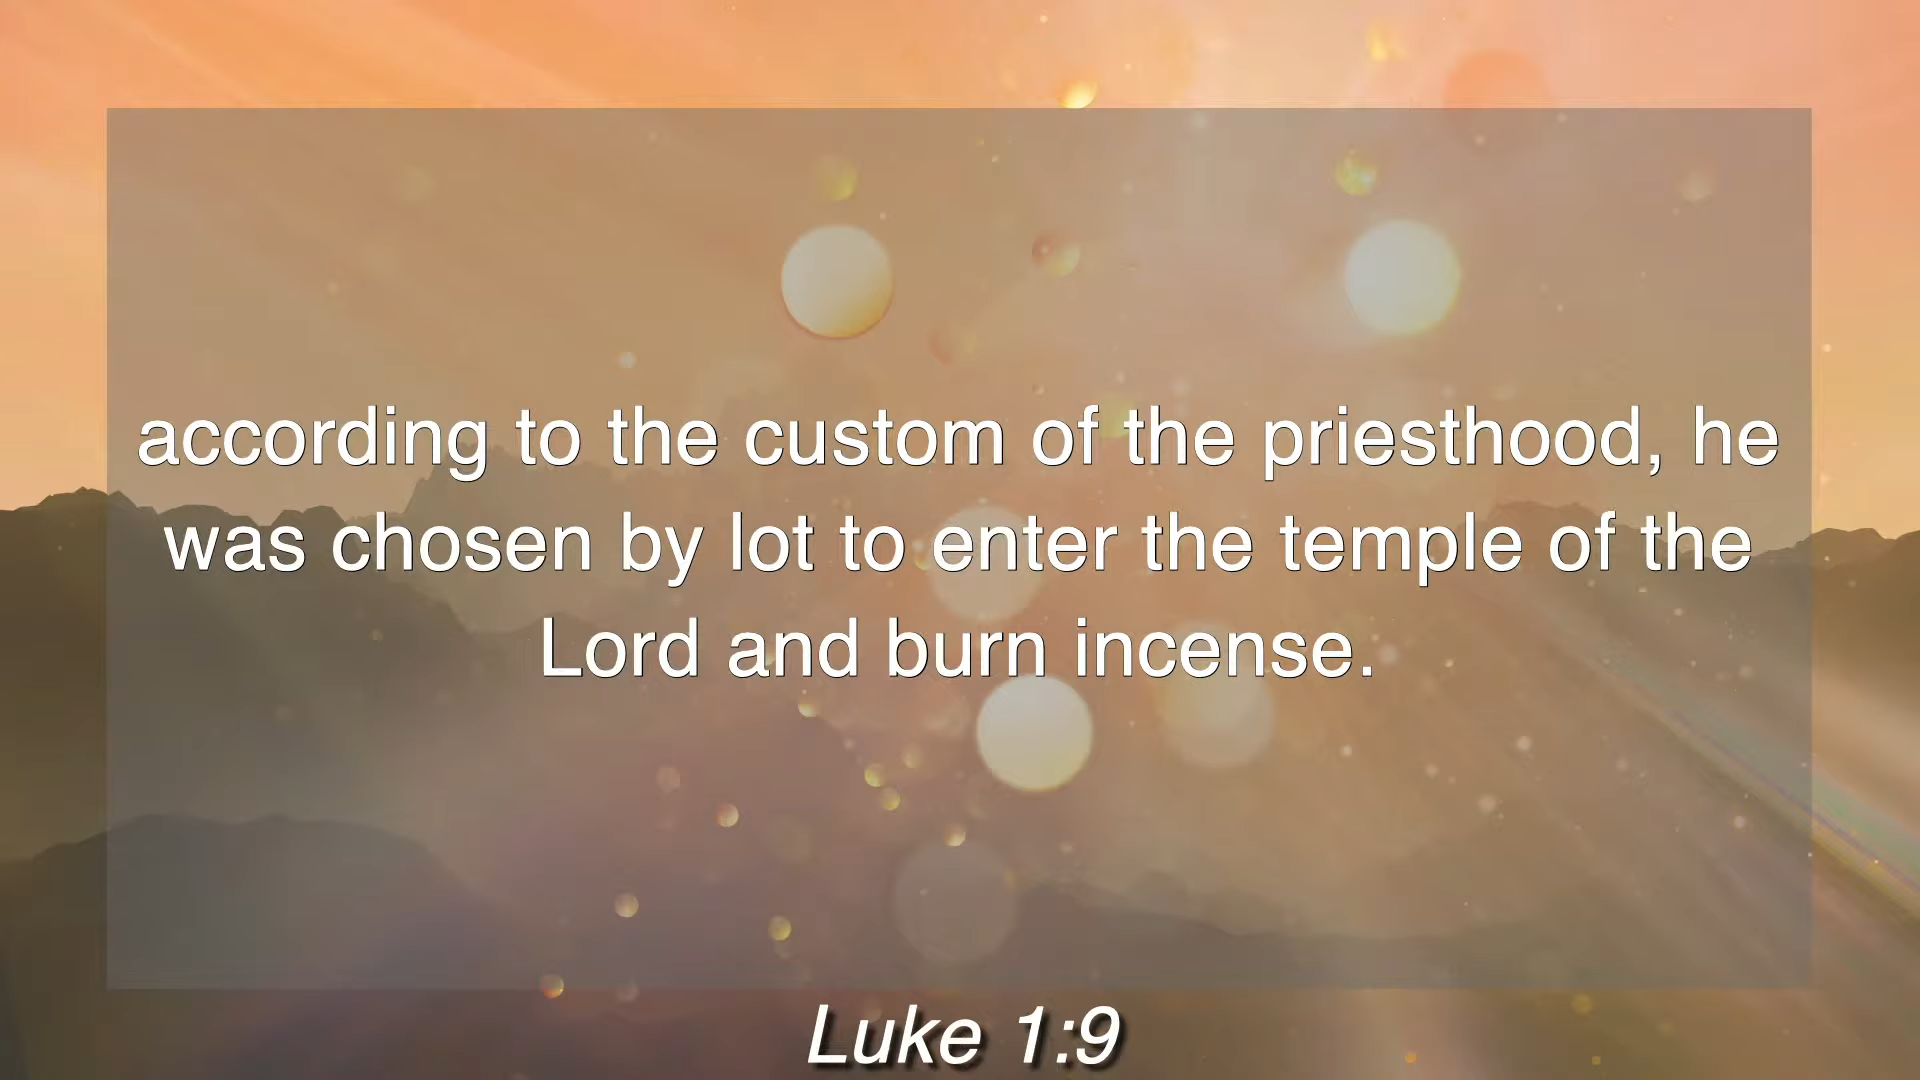 according to the custom of the priesthood, he
was chosen by lot to enter the temple of the
Lord and burn incense.
Luke 1:9